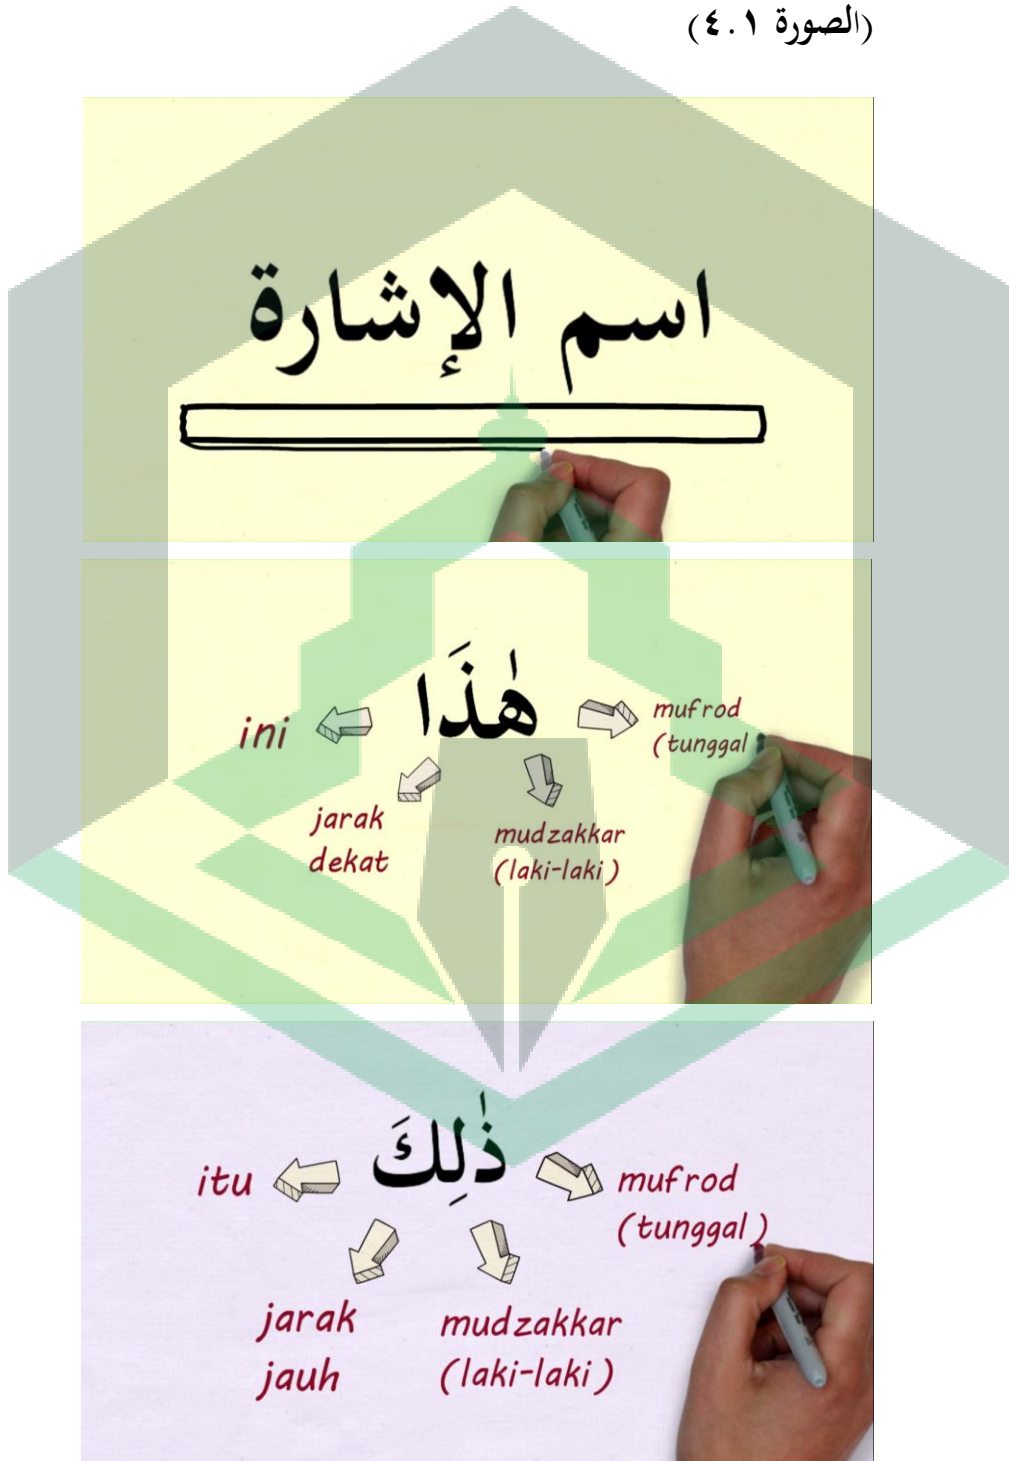 (الصورة ٤.١)
اسم الإشارة
هٰذَا
ini
mufrod
(tunggal
jarak
dekat
mudzakkar
(laki-laki)
ذٰلِكَ
itu
mufrod
(tunggal)
jarak
jauh
mudzakkar
(laki-laki)